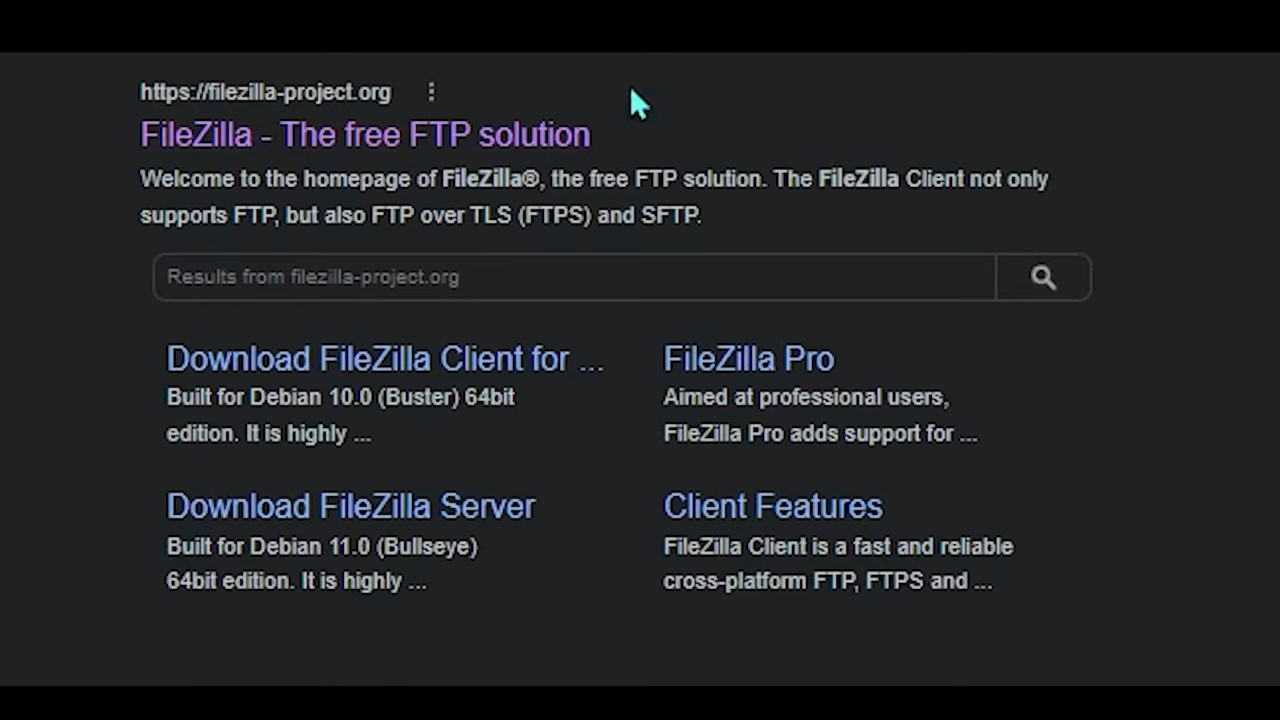 https://filezilla-project.org
FileZilla - The free FTP solution
Welcome to the homepage of FileZilla®, the free FTP solution. The FileZilla Client not only
supports FTP, but also FTP over TLS (FTPS) and SFTP.
Results from filezilla-project.org
Download FileZilla Client for ...
Built for Debian 10.0 (Buster) 64bit
edition. It is highly ...
FileZilla Pro
Aimed at professional users,
FileZilla Pro adds support for ...
Download FileZilla Server
Built for Debian 11.0 (Bullseye)
64bit edition. It is highly ...
Client Features
FileZilla Client is a fast and reliable
cross-platform FTP, FTPS and ...